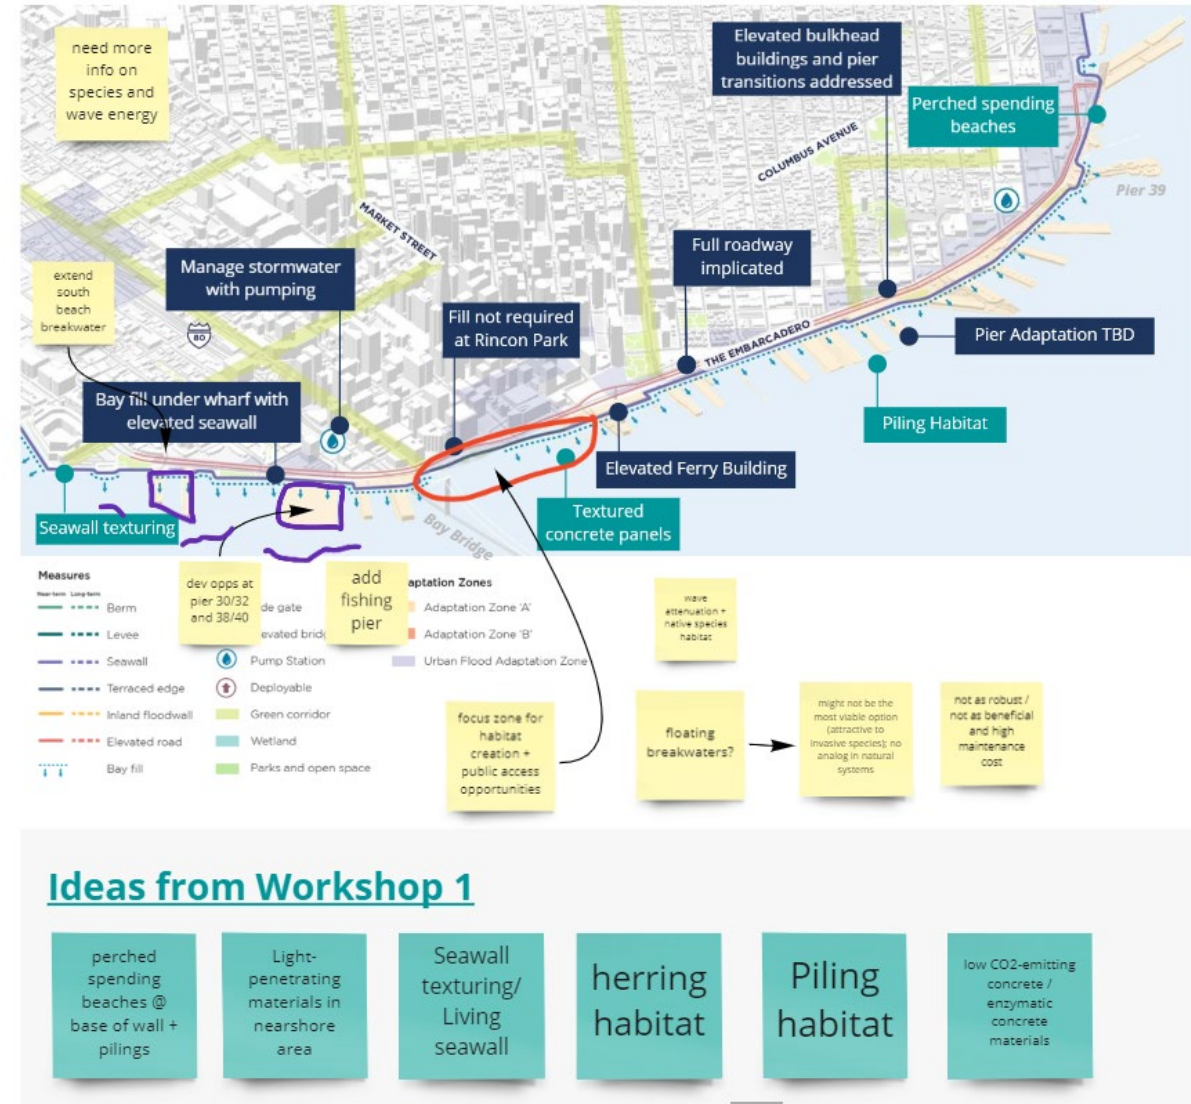 need more
info on
species and
wave energy
Elevated bulkhead
buildings and pier
transitions addressed
Perched spending
beaches
COLUMBUS AVENUE
Pier 39
MARKET STREET
Full roadway
implicated
extend
south
beach
breakwater
Manage stormwater
with pumping
80
Fill not required
at Rincon Park
THE EMBARCADERO
Pier Adaptation TBD
Bay fill under wharf with
elevated seawall
Piling Habitat
Elevated Ferry Building
Seawall texturing
Textured
concrete panels
Bay Bridge
Measures
Near-term Long-term
Berm
Levee
Seawall
Terraced edge
Inland floodwall
Elevated road
Bay fill
dev opps at
pier 30/32
and 38/40
add
fishing
pier
de gate
evated bridg
Pump Station
Deployable
Green corridor
Wetland
Parks and open space
aptation Zones
Adaptation Zone 'A'
Adaptation Zone 'B'
Urban Flood Adaptation Zone
wave
attenuation +
native species
habitat
focus zone for
habitat
creation +
public access
opportunities
floating
breakwaters?
might not be the
most viable option
(attractive to
invasive species); no
analog in natural
systems
not as robust /
not as beneficial
and high
maintenance
cost
Ideas from Workshop 1
perched
spending
beaches @
base of wall +
pilings
Light-
penetrating
materials in
nearshore
area
Seawall
texturing/
Living
seawall
herring
habitat
Piling
habitat
low CO2-emitting
concrete /
enzymatic
concrete
materials